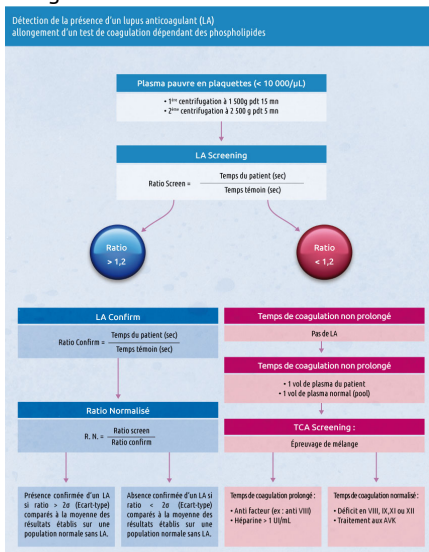 Détection de la présence d'un lupus anticoagulant (LA)
allongement d'un test de coagulation dépendant des phospholipides
Plasma pauvre en plaquettes (< 10 000/µL)
• 1ère centrifugation à 1 500g pdt 15 mn
• 2ème centrifugation à 2 500 g pdt 5 mn
LA Screening
Ratio Screen = Temps du patient (sec)
Temps témoin (sec)
Ratio
> 1,2
Ratio
< 1,2
LA Confirm
Ratio Confirm = Temps du patient (sec)
Temps témoin (sec)
Ratio Normalisé
R. N. = Ratio screen
Ratio confirm
Présence confirmée d'un LA
si ratio > 2σ (Ecart-type)
comparés à la moyenne des
résultats établis sur une
population normale sans LA.
Absence confirmée d'un LA si
ratio < 2σ (Ecart-type)
comparés à la moyenne des
résultats établis sur une
population normale sans LA.
Temps de coagulation non prolongé
Pas de LA
Temps de coagulation non prolongé
• 1 vol de plasma du patient
• 1 vol de plasma normal (pool)
TCA Screening :
Épreuvage de mélange
Temps de coagulation prolongé :
• Anti facteur (ex : anti VIII)
• Héparine > 1 UI/mL
Temps de coagulation normalisé :
• Déficit en VIII, IX,XI ou XII
• Traitement aux AVK